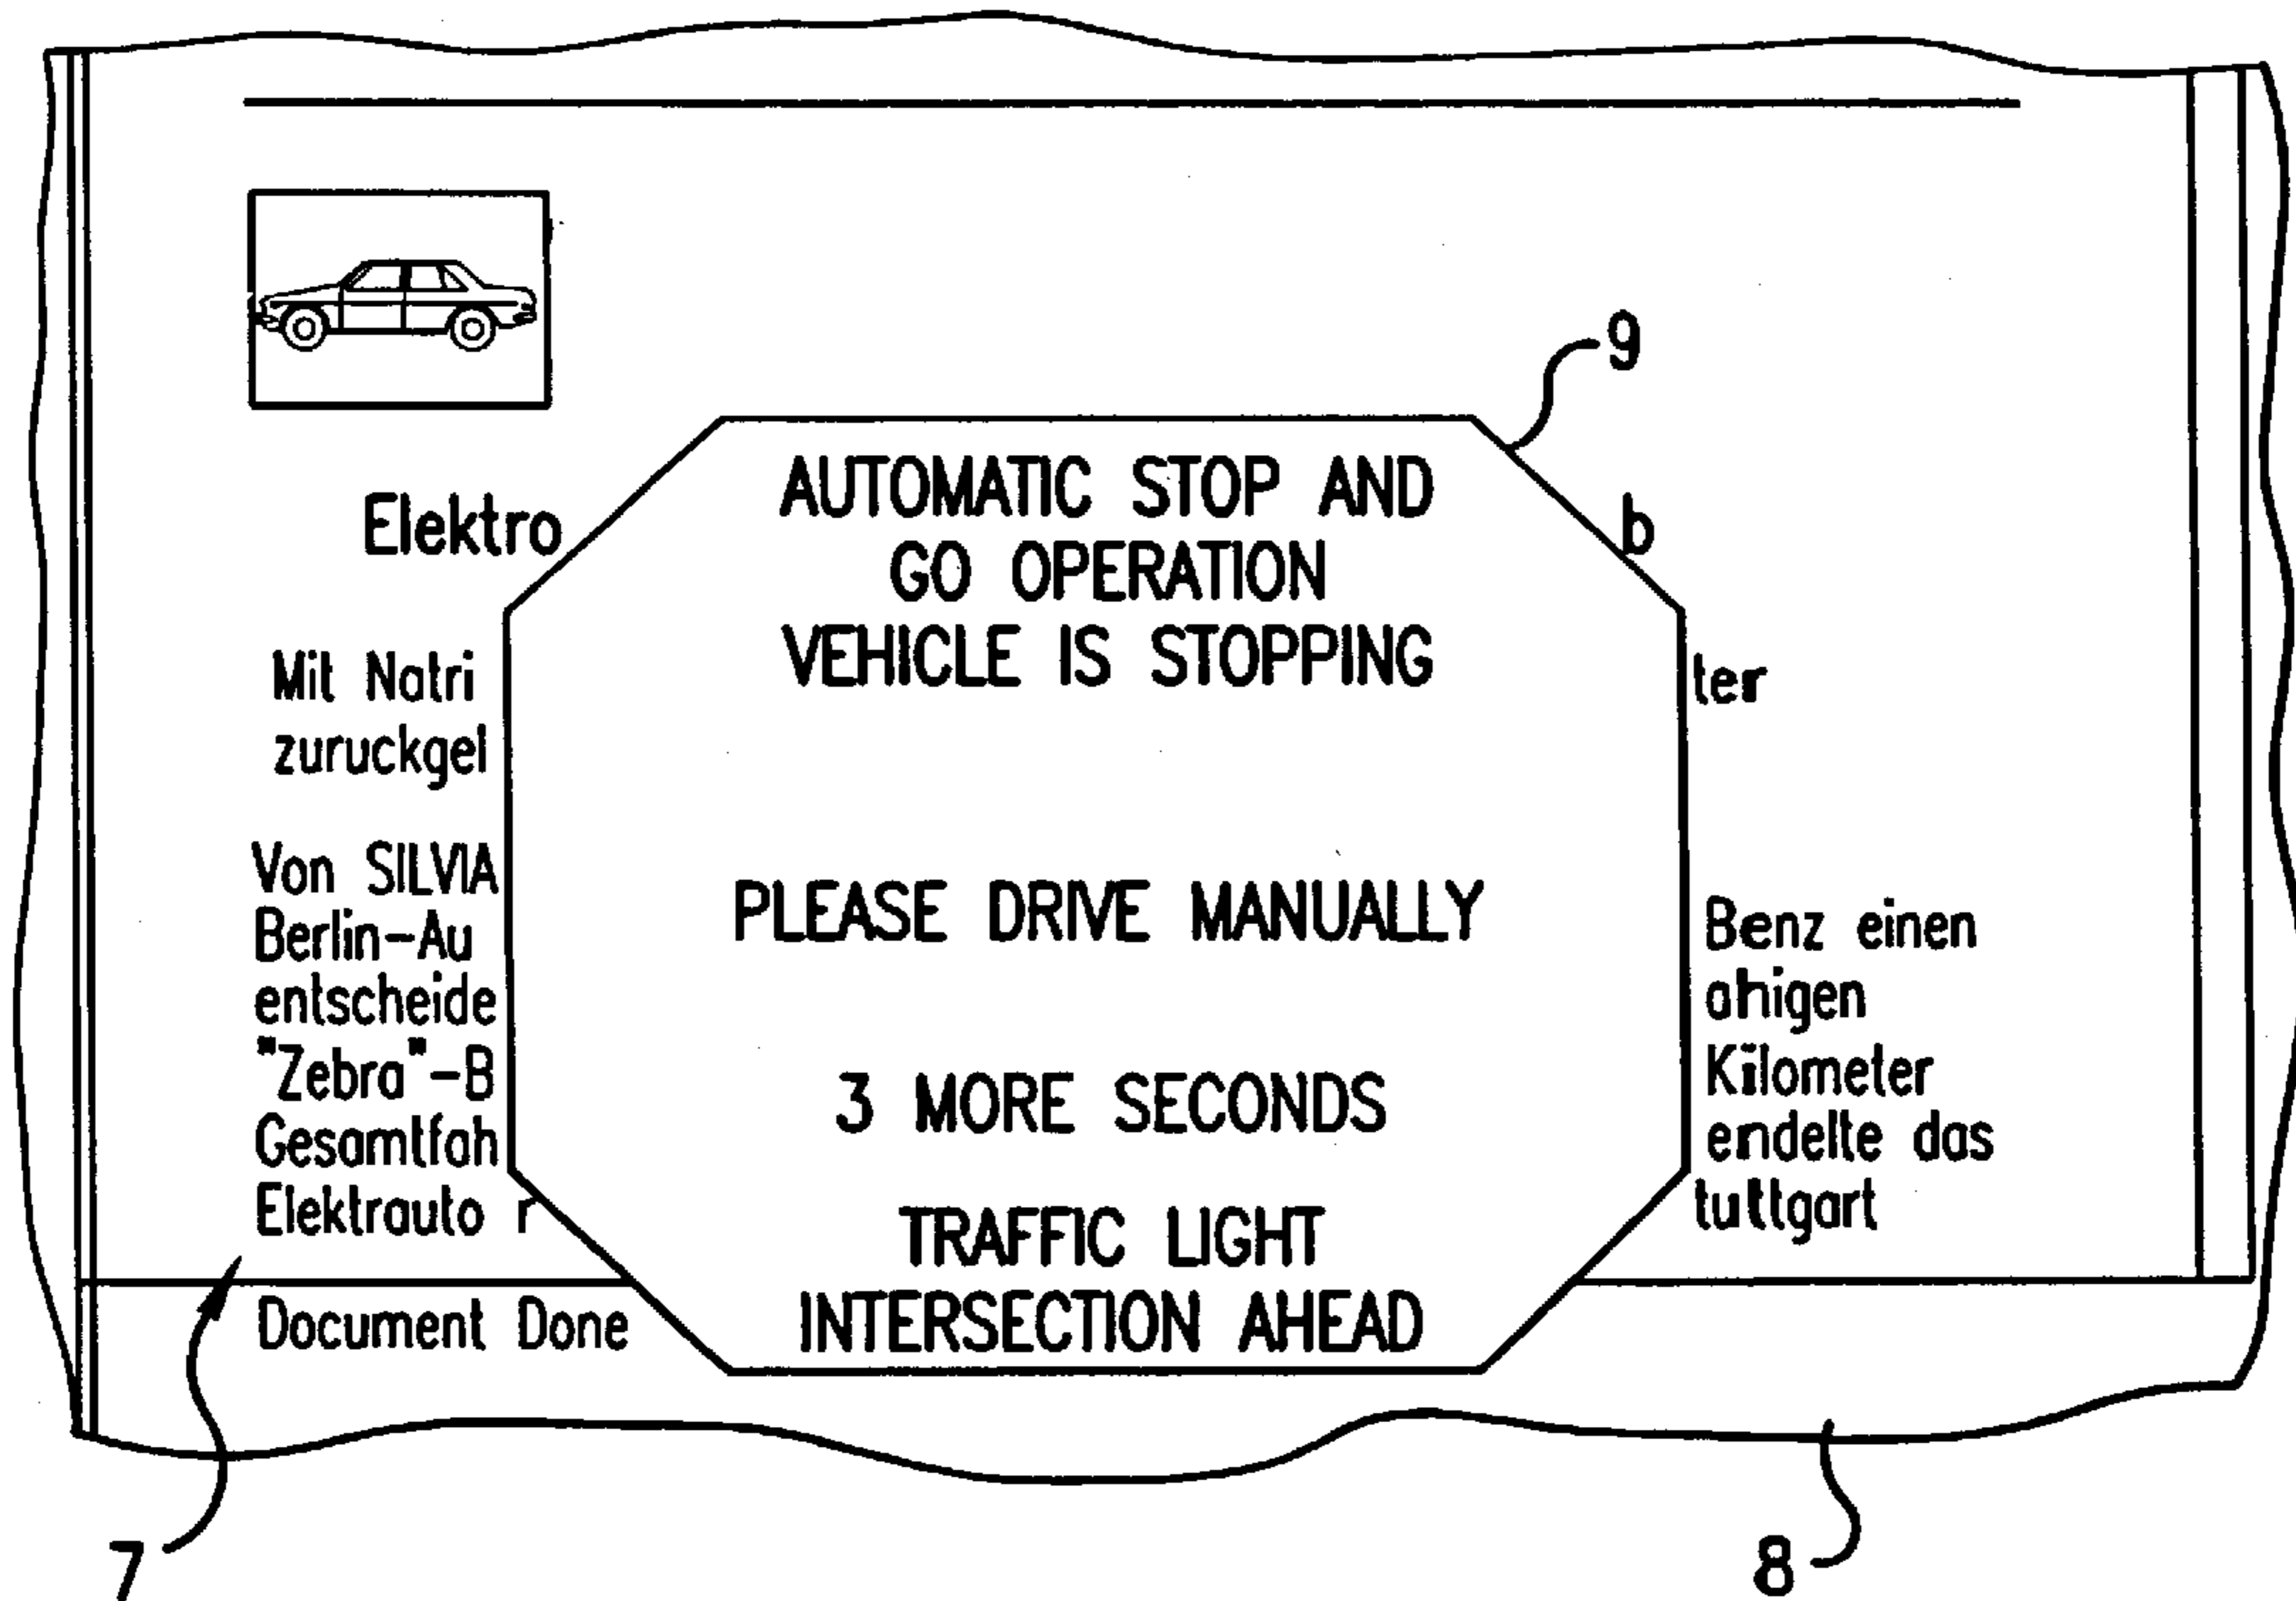 9
AUTOMATIC STOP AND
Elektro
b
GO OPERATION
VEHICLE IS STOPPING
Mit Natri
ter
zuruckgel
Von SILVIA
PLEASE DRIVE MANUALLY
Berlin-Au
Benz einen
entscheide
ahigen
"Zebra"-B
Kilometer
3 MORE SECONDS
Gesamtfah
endelte das
Elektrauto r
tuttgart
TRAFFIC LIGHT
Document Done
INTERSECTION AHEAD
7
8